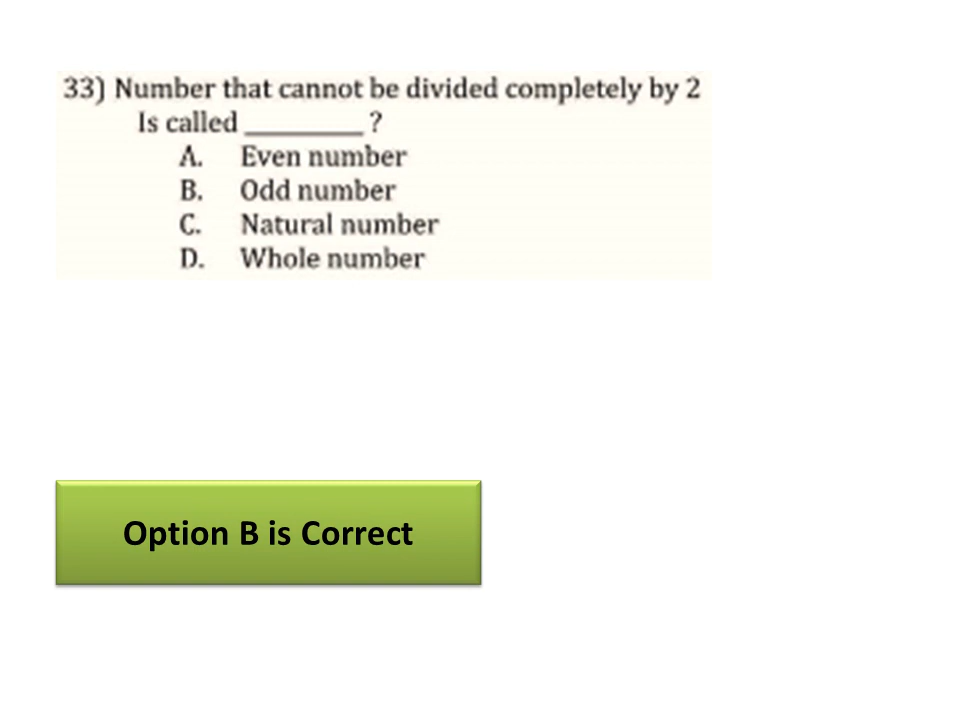 33) Number that cannot be divided completely by 2
Is called ________ ?
A. Even number
B. Odd number
C. Natural number
D. Whole number
Option B is Correct